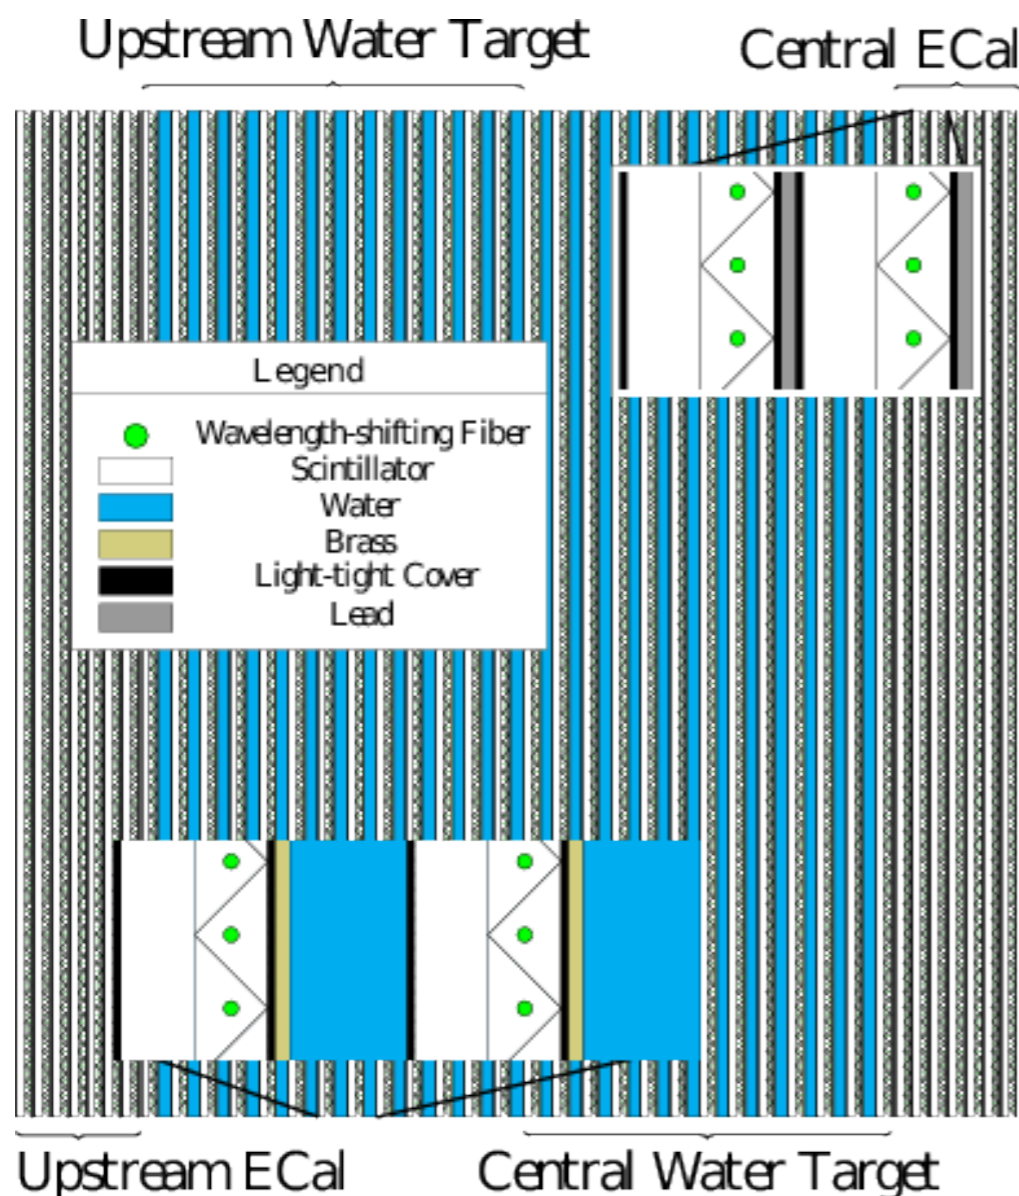 Upstream Water Target
Central ECal
Legend
Wavelength-shifting Fiber
Scintillator
Water
Brass
Light-tight Cover
Lead
Upstream ECal
Central Water Target